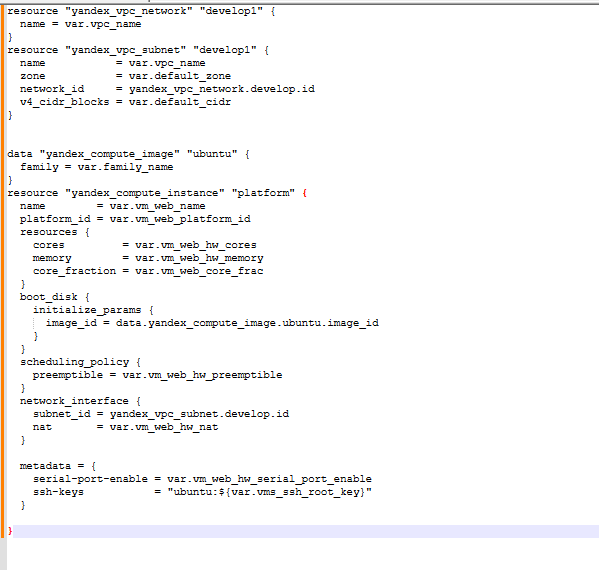 resource "yandex_vpc_network" "develop1" {
  name = var.vpc_name
}
resource "yandex_vpc_subnet" "develop1" {
  name           = var.vpc_name
  zone           = var.default_zone
  network_id     = yandex_vpc_network.develop.id
  v4_cidr_blocks = var.default_cidr
}


data "yandex_compute_image" "ubuntu" {
  family = var.family_name
}
resource "yandex_compute_instance" "platform" {
  name        = var.vm_web_name
  platform_id = var.vm_web_platform_id
  resources {
    cores         = var.vm_web_hw_cores
    memory        = var.vm_web_hw_memory
    core_fraction = var.vm_web_core_frac
  }
  boot_disk {
    initialize_params {
      image_id = data.yandex_compute_image.ubuntu.image_id
    }
  }
  scheduling_policy {
    preemptible = var.vm_web_hw_preemptible
  }
  network_interface {
    subnet_id = yandex_vpc_subnet.develop.id
    nat       = var.vm_web_hw_nat
  }

  metadata = {
    serial-port-enable = var.vm_web_hw_serial_port_enable
    ssh-keys           = "ubuntu:${var.vms_ssh_root_key}"
  }

}